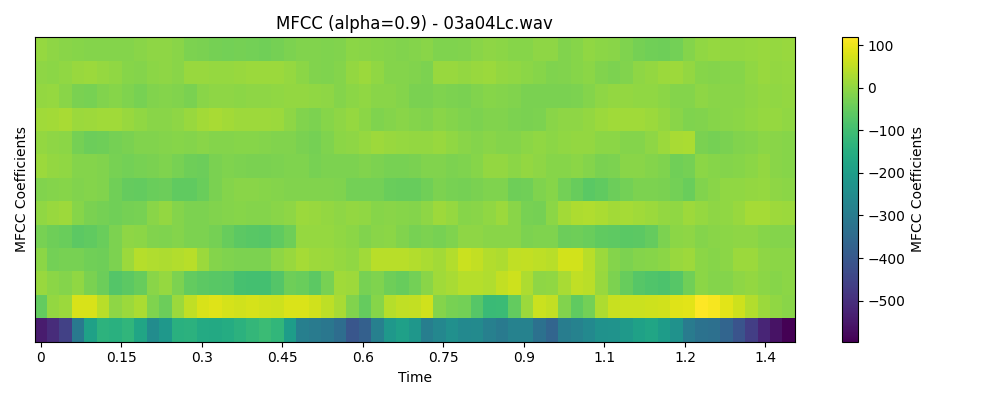 MFCC (alpha=0.9) - 03a04Lc.wav
MFCC Coefficients
0 0.15 0.3 0.45 0.6 0.75 0.9 1.1 1.2 1.4
Time
100
0
−100
−200
−300
−400
−500
MFCC Coefficients